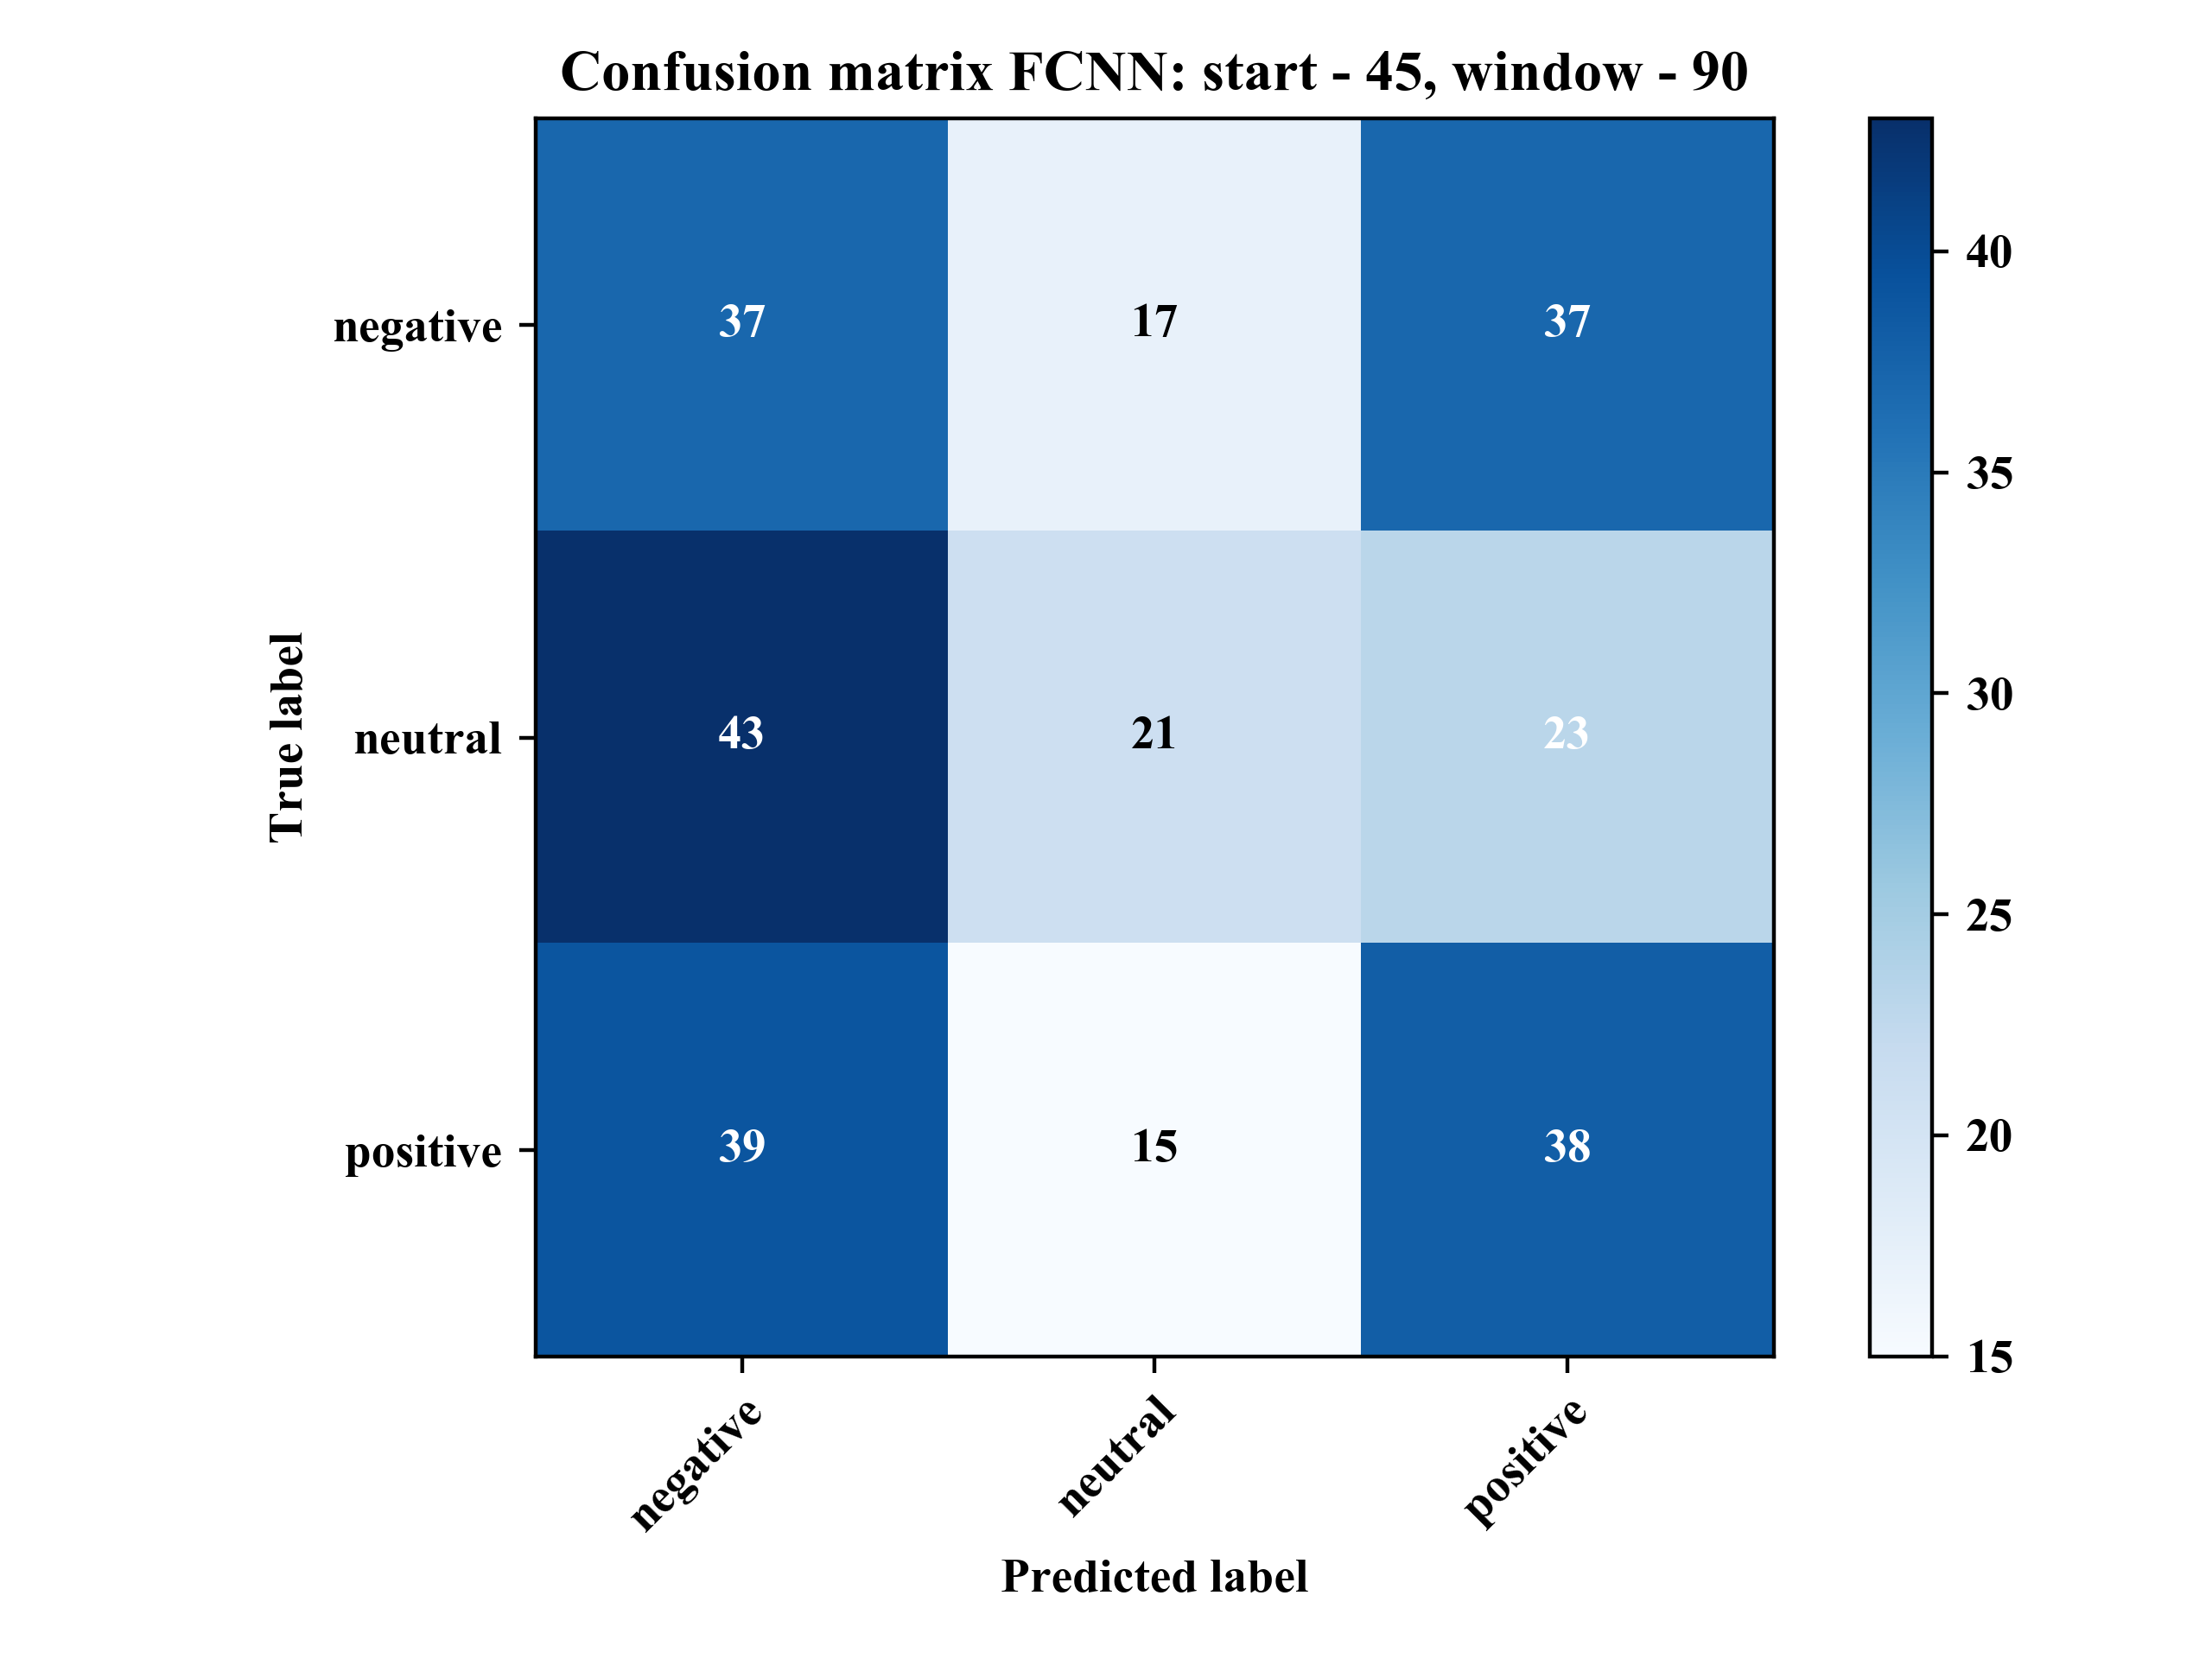 Confusion matrix FCNN: start - 45, window - 90
True label
negative 37 17 37
neutral 43 21 23
positive 39 15 38
negative neutral positive
Predicted label
40
35
30
25
20
15